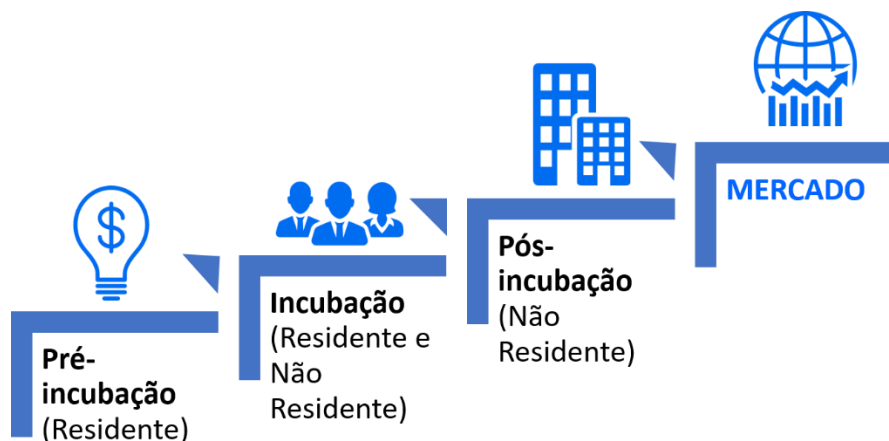 Pré-
incubação
(Residente)
Incubação
(Residente e
Não
Residente)
Pós-
incubação
(Não
Residente)
MERCADO
$